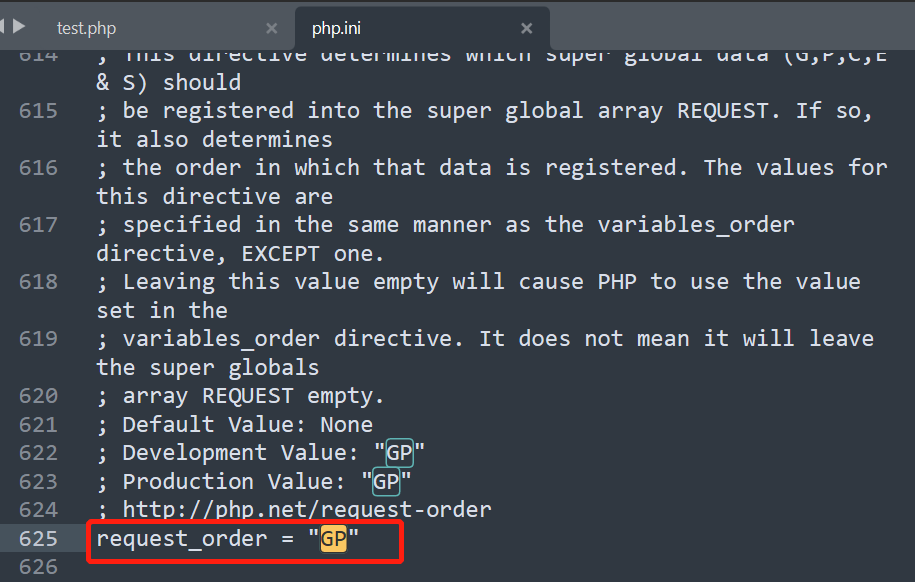 test.php
php.ini
614 ; This directive determines which super global data (G,P,C,E
& S) should
615 ; be registered into the super global array REQUEST. If so,
it also determines
616 ; the order in which that data is registered. The values for
this directive are
617 ; specified in the same manner as the variables_order
directive, EXCEPT one.
618 ; Leaving this value empty will cause PHP to use the value
set in the
619 ; variables_order directive. It does not mean it will leave
the super globals
620 ; array REQUEST empty.
621 ; Default Value: None
622 ; Development Value: "GP"
623 ; Production Value: "GP"
624 ; http://php.net/request-order
625 request_order = "GP"
626